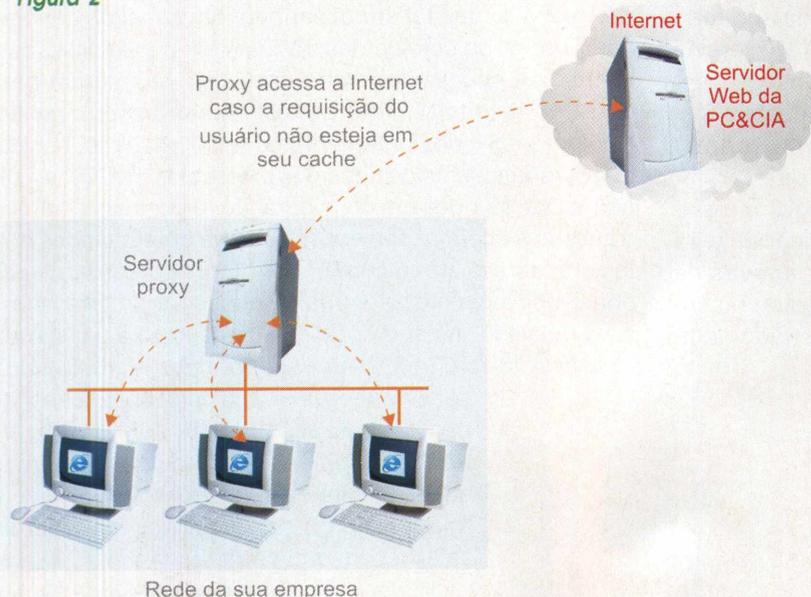 Figura 2
Internet
Servidor
Web da
PC&CIA
Proxy acessa a Internet
caso a requisição do
usuário não esteja em
seu cache
Servidor
proxy
Rede da sua empresa